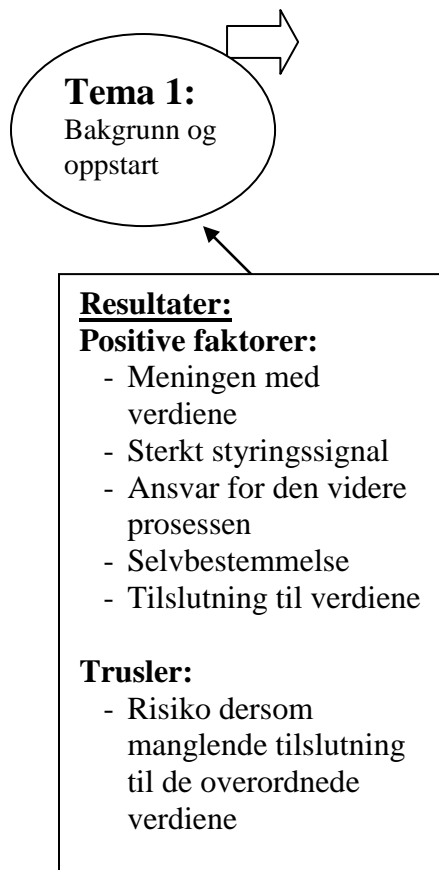 Tema 1:
Bakgrunn og
oppstart
Resultater:
Positive faktorer:
- Meningen med
verdiene
- Sterkt styringssignal
- Ansvar for den videre
prosessen
- Selvbestemmelse
- Tilslutning til verdiene
Trusler:
- Risiko dersom
manglende tilslutning
til de overordnede
verdiene